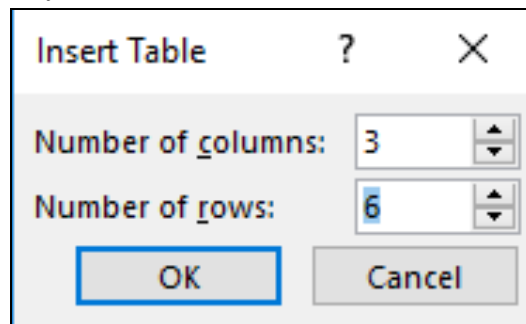 Insert Table ? ×
Number of columns: 3
Number of rows: 6
OK Cancel